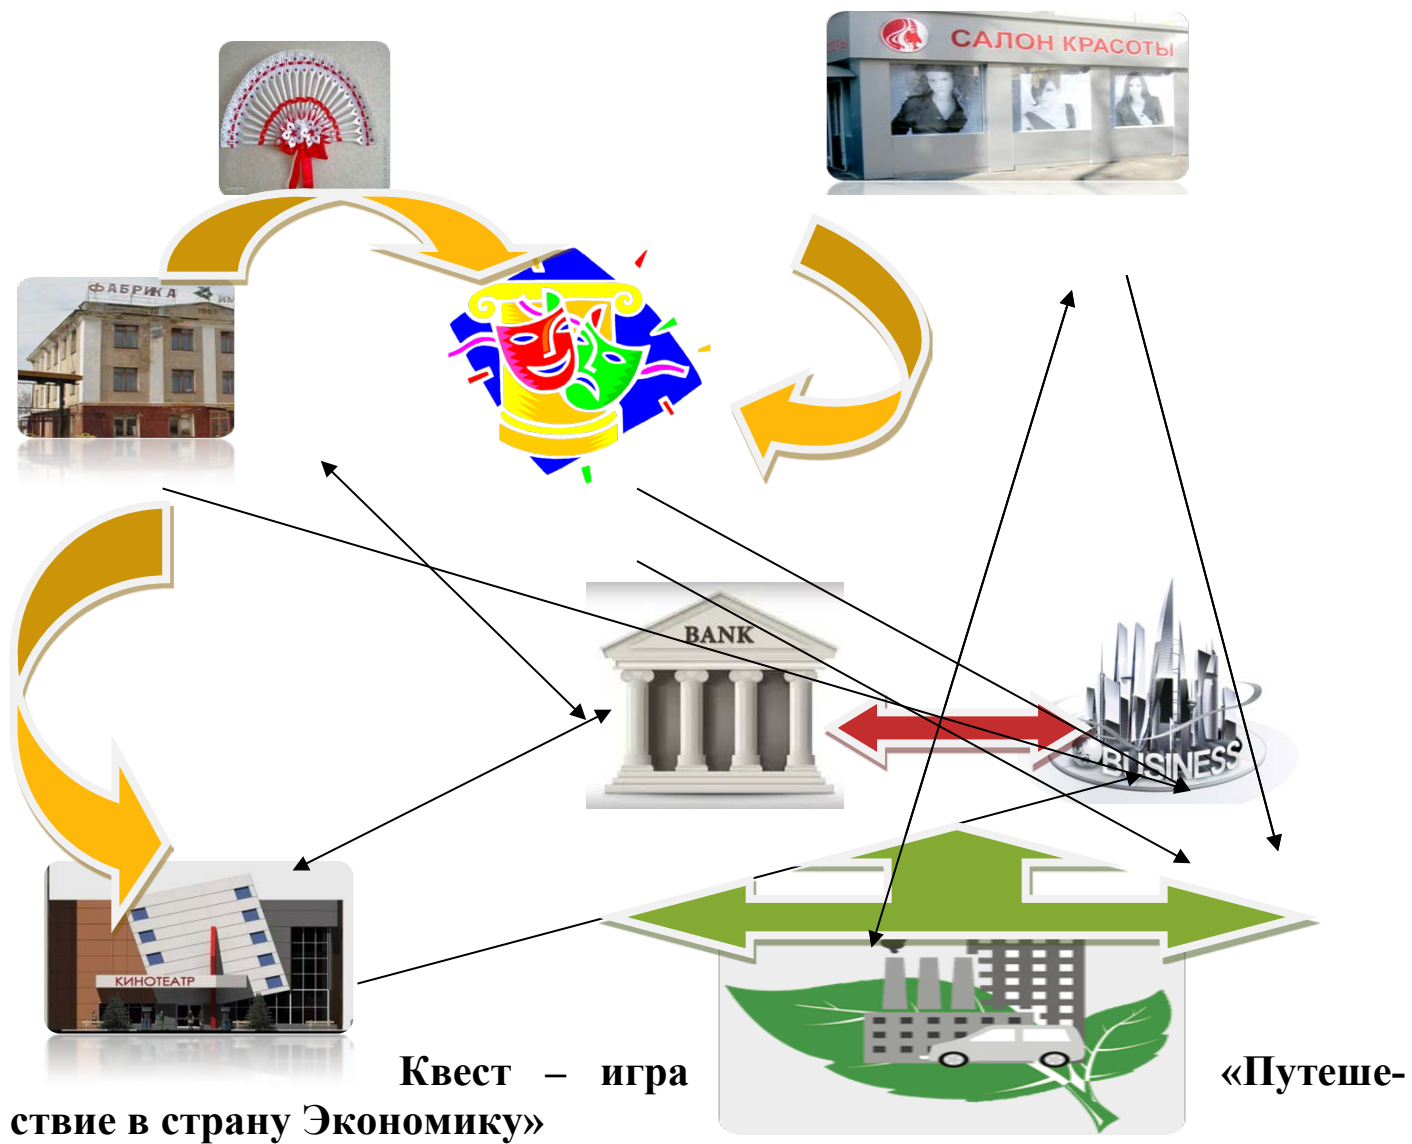 САЛОН КРАСОТЫ
ФАБРИКА
BANK
BUSINESS
КИНОТЕАТР
Квест – игра «Путеше-
ствие в страну Экономику»